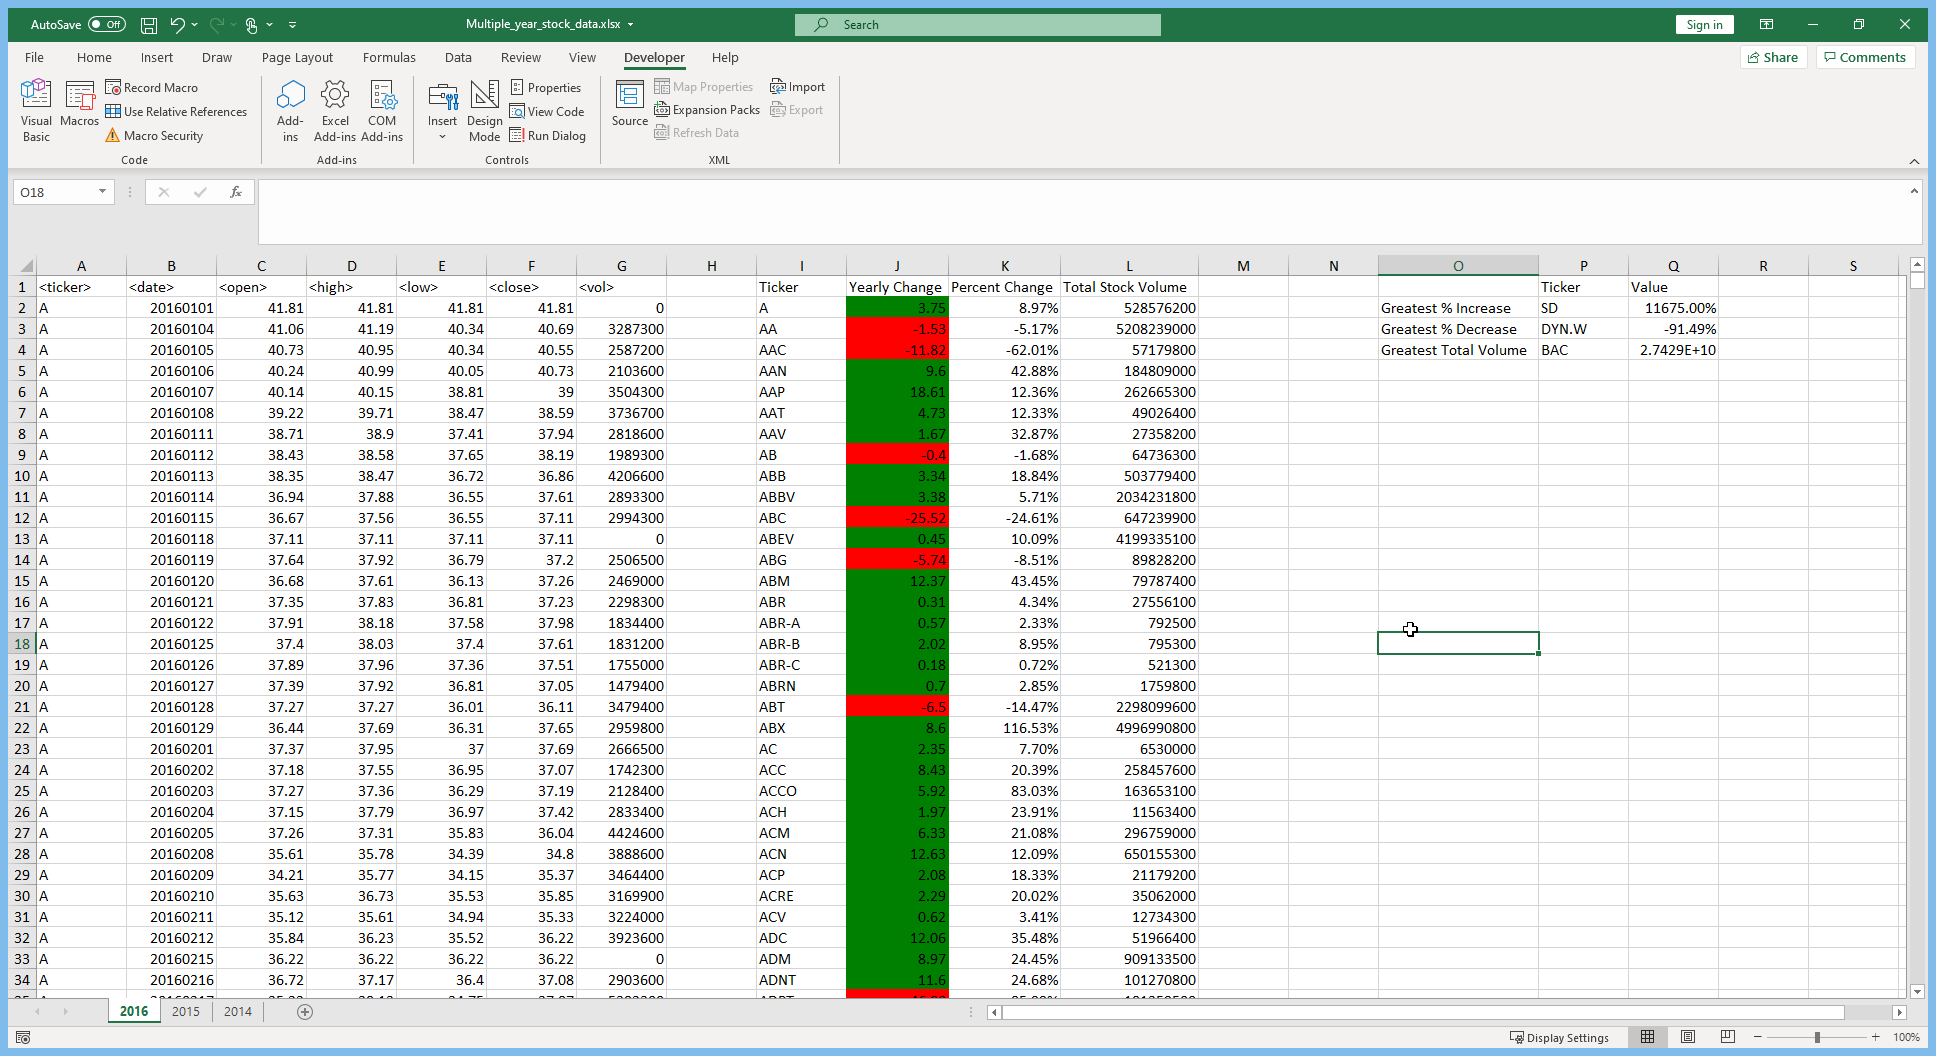 AutoSave Off Multiple_year_stock_data.xlsx Search Sign in
File Home Insert Draw Page Layout Formulas Data Review View Developer Help Share Comments
Visual Basic Macros Record Macro Use Relative References Macro Security
Add-ins Excel Add-ins COM Add-ins
Insert Design Mode Properties View Code Run Dialog
Source Map Properties Expansion Packs Refresh Data Import Export
Code Add-ins Controls XML
O18 fx
A B C D E F G H I J K L M N O P Q R S
1 <ticker> <date> <open> <high> <low> <close> <vol> Ticker Yearly Change Percent Change Total Stock Volume Ticker Value
2 A 20160101 41.81 41.81 41.81 41.81 0 A 3.75 8.97% 528576200 Greatest % Increase SD 11675.00%
3 A 20160104 41.06 41.19 40.34 40.69 3287300 AA -1.53 -5.17% 5208239000 Greatest % Decrease DYN.W -91.49%
4 A 20160105 40.73 40.95 40.34 40.55 2587200 AAC -11.82 -62.01% 57179800 Greatest Total Volume BAC 2.7429E+10
5 A 20160106 40.24 40.99 40.05 40.73 2103600 AAN 9.6 42.88% 184809000
6 A 20160107 40.14 40.15 38.81 39 3504300 AAP 18.61 12.36% 262665300
7 A 20160108 39.22 39.71 38.47 38.59 3736700 AAT 4.73 12.33% 49026400
8 A 20160111 38.71 38.9 37.41 37.94 2818600 AAV 1.67 32.87% 27358200
9 A 20160112 38.43 38.58 37.65 38.19 1989300 AB -0.4 -1.68% 64736300
10 A 20160113 38.35 38.47 36.72 36.86 4206600 ABB 3.34 18.84% 503779400
11 A 20160114 36.94 37.88 36.55 37.61 2893300 ABBV 3.38 5.71% 2034231800
12 A 20160115 36.67 37.56 36.55 37.11 2994300 ABC -25.52 -24.61% 647239900
13 A 20160118 37.11 37.11 37.11 37.11 0 ABEV 0.45 10.09% 4199335100
14 A 20160119 37.64 37.92 36.79 37.2 2506500 ABG -5.74 -8.51% 89828200
15 A 20160120 36.68 37.61 36.13 37.26 2469000 ABM 12.37 43.45% 79787400
16 A 20160121 37.35 37.83 36.81 37.23 2298300 ABR 0.31 4.34% 27556100
17 A 20160122 37.91 38.18 37.58 37.98 1834400 ABR-A 0.57 2.33% 792500
18 A 20160125 37.4 38.03 37.4 37.61 1831200 ABR-B 2.02 8.95% 795300
19 A 20160126 37.89 37.96 37.36 37.51 1755000 ABR-C 0.18 0.72% 521300
20 A 20160127 37.39 37.92 36.81 37.05 1479400 ABRN 0.7 2.85% 1759800
21 A 20160128 37.27 37.27 36.01 36.11 3479400 ABT -6.5 -14.47% 2298099600
22 A 20160129 36.44 37.69 36.31 37.65 2959800 ABX 8.6 116.53% 4996990800
23 A 20160201 37.37 37.95 37 37.69 2666500 AC 2.35 7.70% 6530000
24 A 20160202 37.18 37.55 36.95 37.07 1742300 ACC 8.43 20.39% 258457600
25 A 20160203 37.27 37.36 36.29 37.19 2128400 ACCO 5.92 83.03% 163653100
26 A 20160204 37.15 37.79 36.97 37.42 2833400 ACH 1.97 23.91% 11563400
27 A 20160205 37.26 37.31 35.83 36.04 4424600 ACM 6.33 21.08% 296759000
28 A 20160208 35.61 35.78 34.39 34.8 3888600 ACN 12.63 12.09% 650155300
29 A 20160209 34.21 35.77 34.15 35.37 3464400 ACP 2.08 18.33% 21179200
30 A 20160210 35.63 36.73 35.53 35.85 3169900 ACRE 2.29 20.02% 35062000
31 A 20160211 35.12 35.61 34.94 35.33 3224000 ACV 0.62 3.41% 12734300
32 A 20160212 35.84 36.23 35.52 36.22 3923600 ADC 12.06 35.48% 51966400
33 A 20160215 36.22 36.22 36.22 36.22 0 ADM 8.97 24.45% 909133500
34 A 20160216 36.72 37.17 36.4 37.08 2903600 ADNT 11.6 24.68% 101270800
2016 2015 2014
Display Settings 100%